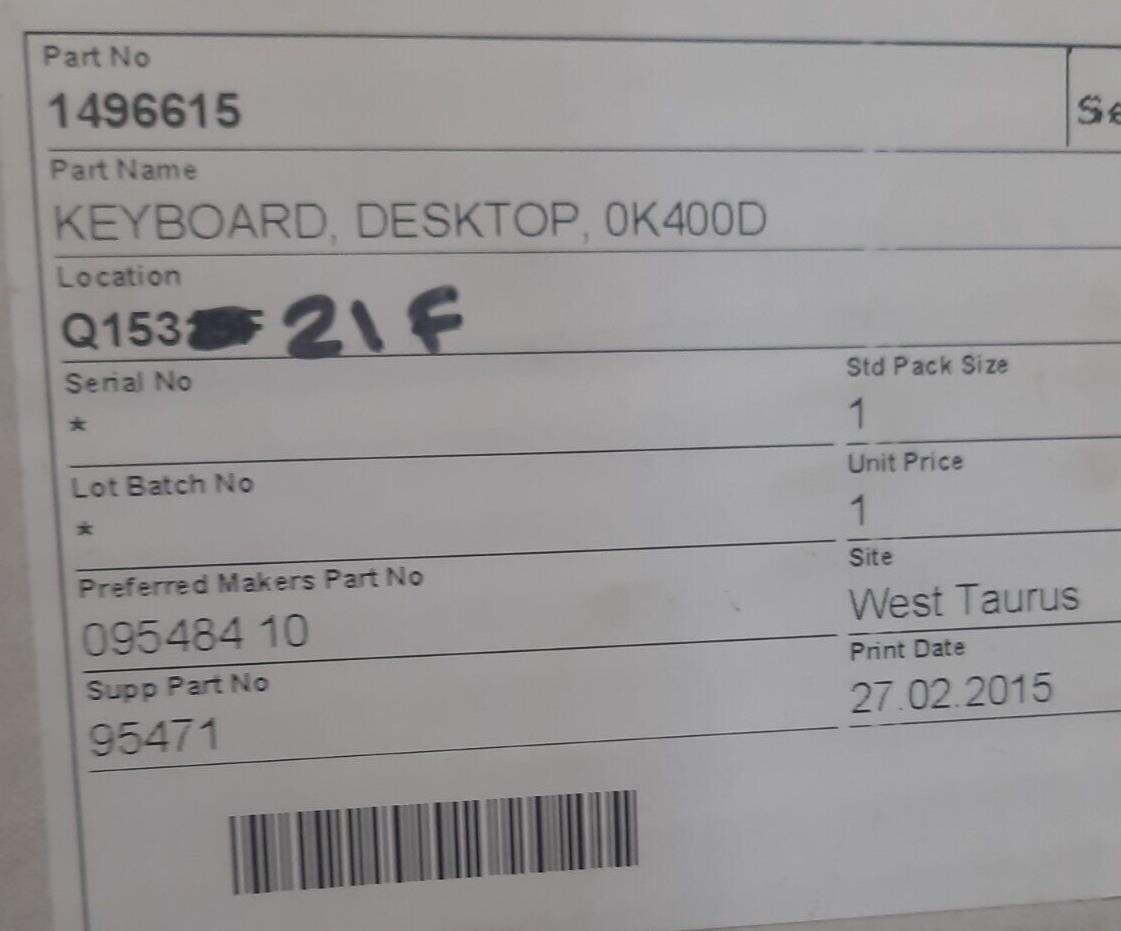 Part No
1496615
Se
Part Name
KEYBOARD, DESKTOP, 0K400D
Location
Q153 21F
Serial No
*
Std Pack Size
1
Lot Batch No
*
Unit Price
1
Preferred Makers Part No
095484 10
Site
West Taurus
Supp Part No
95471
Print Date
27.02.2015